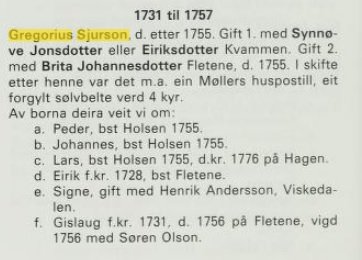 1731 til 1757
Gregorius Sjurson, d. etter 1755. Gift 1. med Synnø-
ve Jonsdotter eller Eiriksdotter Kvammen. Gift 2.
med Brita Johannesdotter Fletene, d. 1755. I skifte
etter henne var det m.a. ein Møllers huspostill, eit
forgylt sølvbelte verd 4 kyr.
Av borna deira veit vi om:
a. Peder, bst Holsen 1755.
b. Johannes, bst Holsen 1755.
c. Lars, bst Holsen 1755, d.kr. 1776 på Hagen.
d. Eirik f.kr. 1728, bst Fletene.
e. Signe, gift med Henrik Andersson, Viskeda-
len.
f. Gislaug f.kr. 1731, d. 1756 på Fletene, vigd
1756 med Søren Olson.